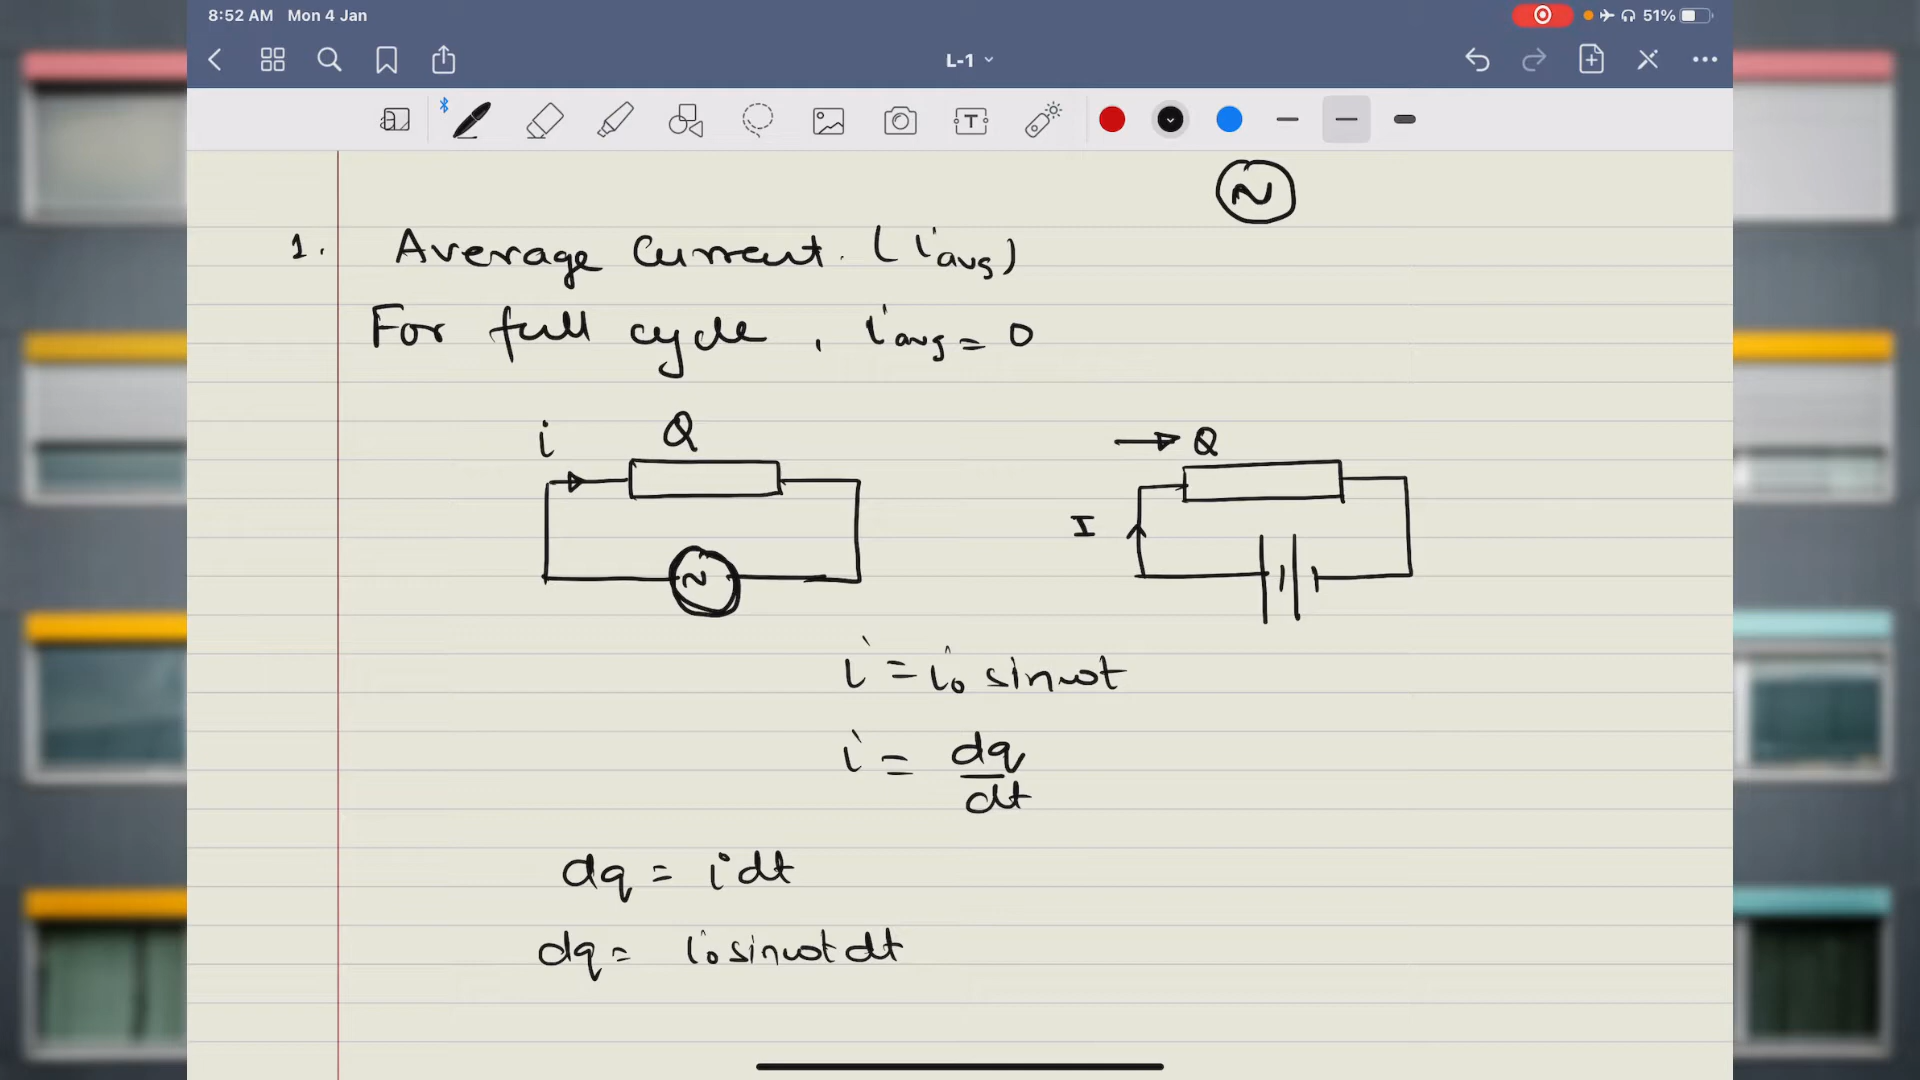 8:52 AM Mon 4 Jan 51%
L-1
T
~
1. Average Current. (iavg)
For full cycle, iavg = 0
i Q
Q
I
~
i = i₀ sinωt
i = dq/dt
dq = i dt
dq = i₀ sinωt dt